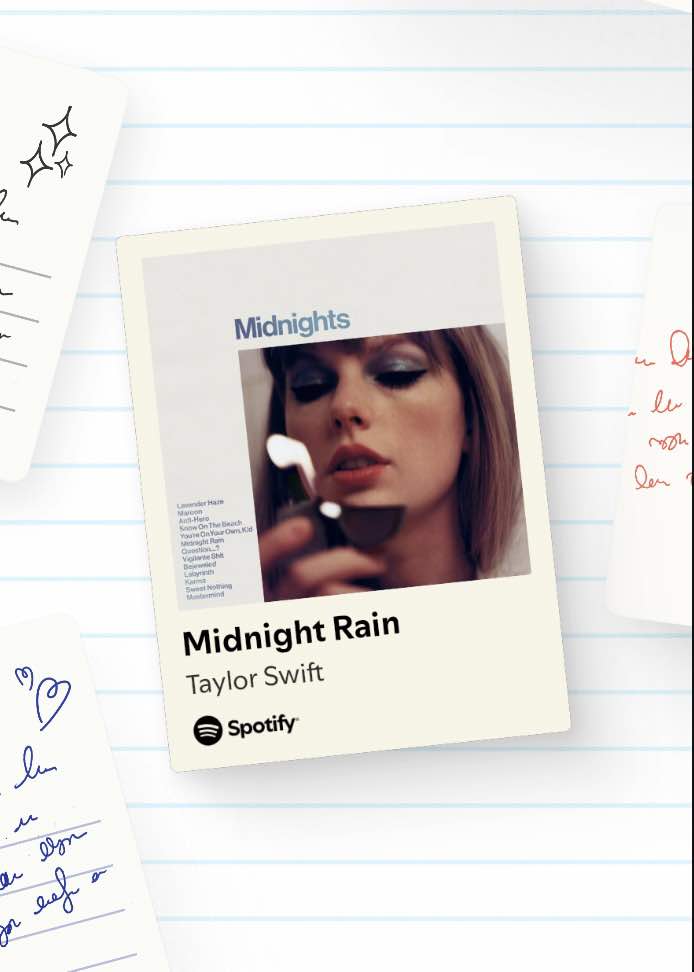 Midnights
Lavender Haze
Maroon
Anti-Hero
Snow On The Beach
You're On Your Own, Kid
Midnight Rain
Question...?
Vigilante Shit
Bejeweled
Labyrinth
Karma
Sweet Nothing
Mastermind
Midnight Rain
Taylor Swift
Spotify